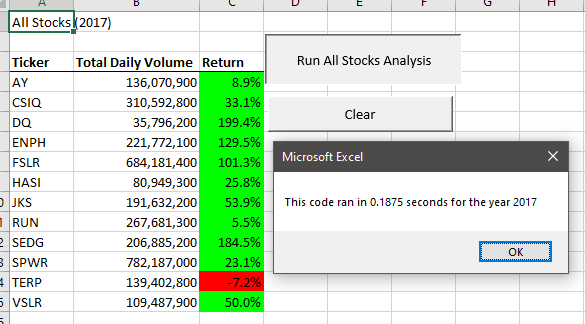 A B C D E F G H
All Stocks (2017)
Ticker Total Daily Volume Return
AY 136,070,900 8.9%
CSIQ 310,592,800 33.1%
DQ 35,796,200 199.4%
ENPH 221,772,100 129.5%
FSLR 684,181,400 101.3%
HASI 80,949,300 25.8%
JKS 191,632,200 53.9%
RUN 267,681,300 5.5%
SEDG 206,885,200 184.5%
SPWR 782,187,000 23.1%
TERP 139,402,800 -7.2%
VSLR 109,487,900 50.0%
Run All Stocks Analysis
Clear
Microsoft Excel
This code ran in 0.1875 seconds for the year 2017
OK